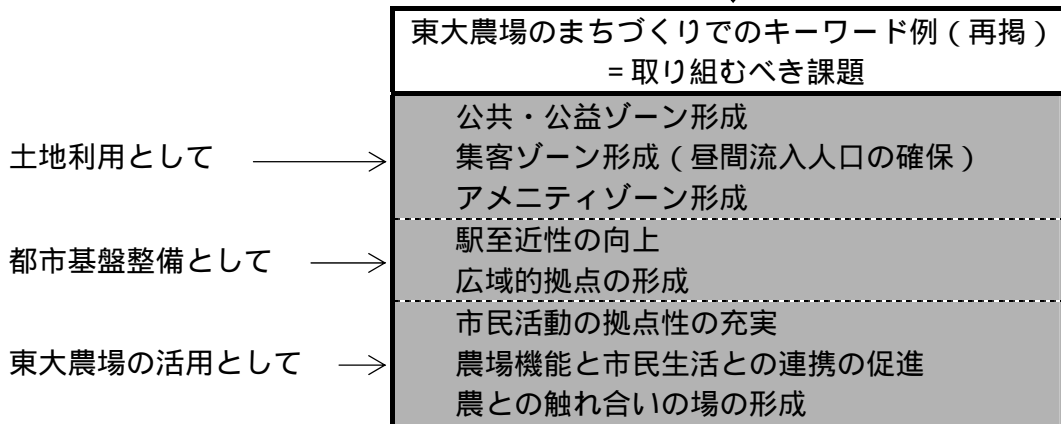 東大農場のまちづくりでのキーワード例（再掲）
＝取り組むべき課題
公共・公益ゾーン形成
土地利用として
集客ゾーン形成（昼間流入人口の確保）
アメニティゾーン形成
駅至近性の向上
都市基盤整備として
広域的拠点の形成
市民活動の拠点性の充実
東大農場の活用として
農場機能と市民生活との連携の促進
農との触れ合いの場の形成